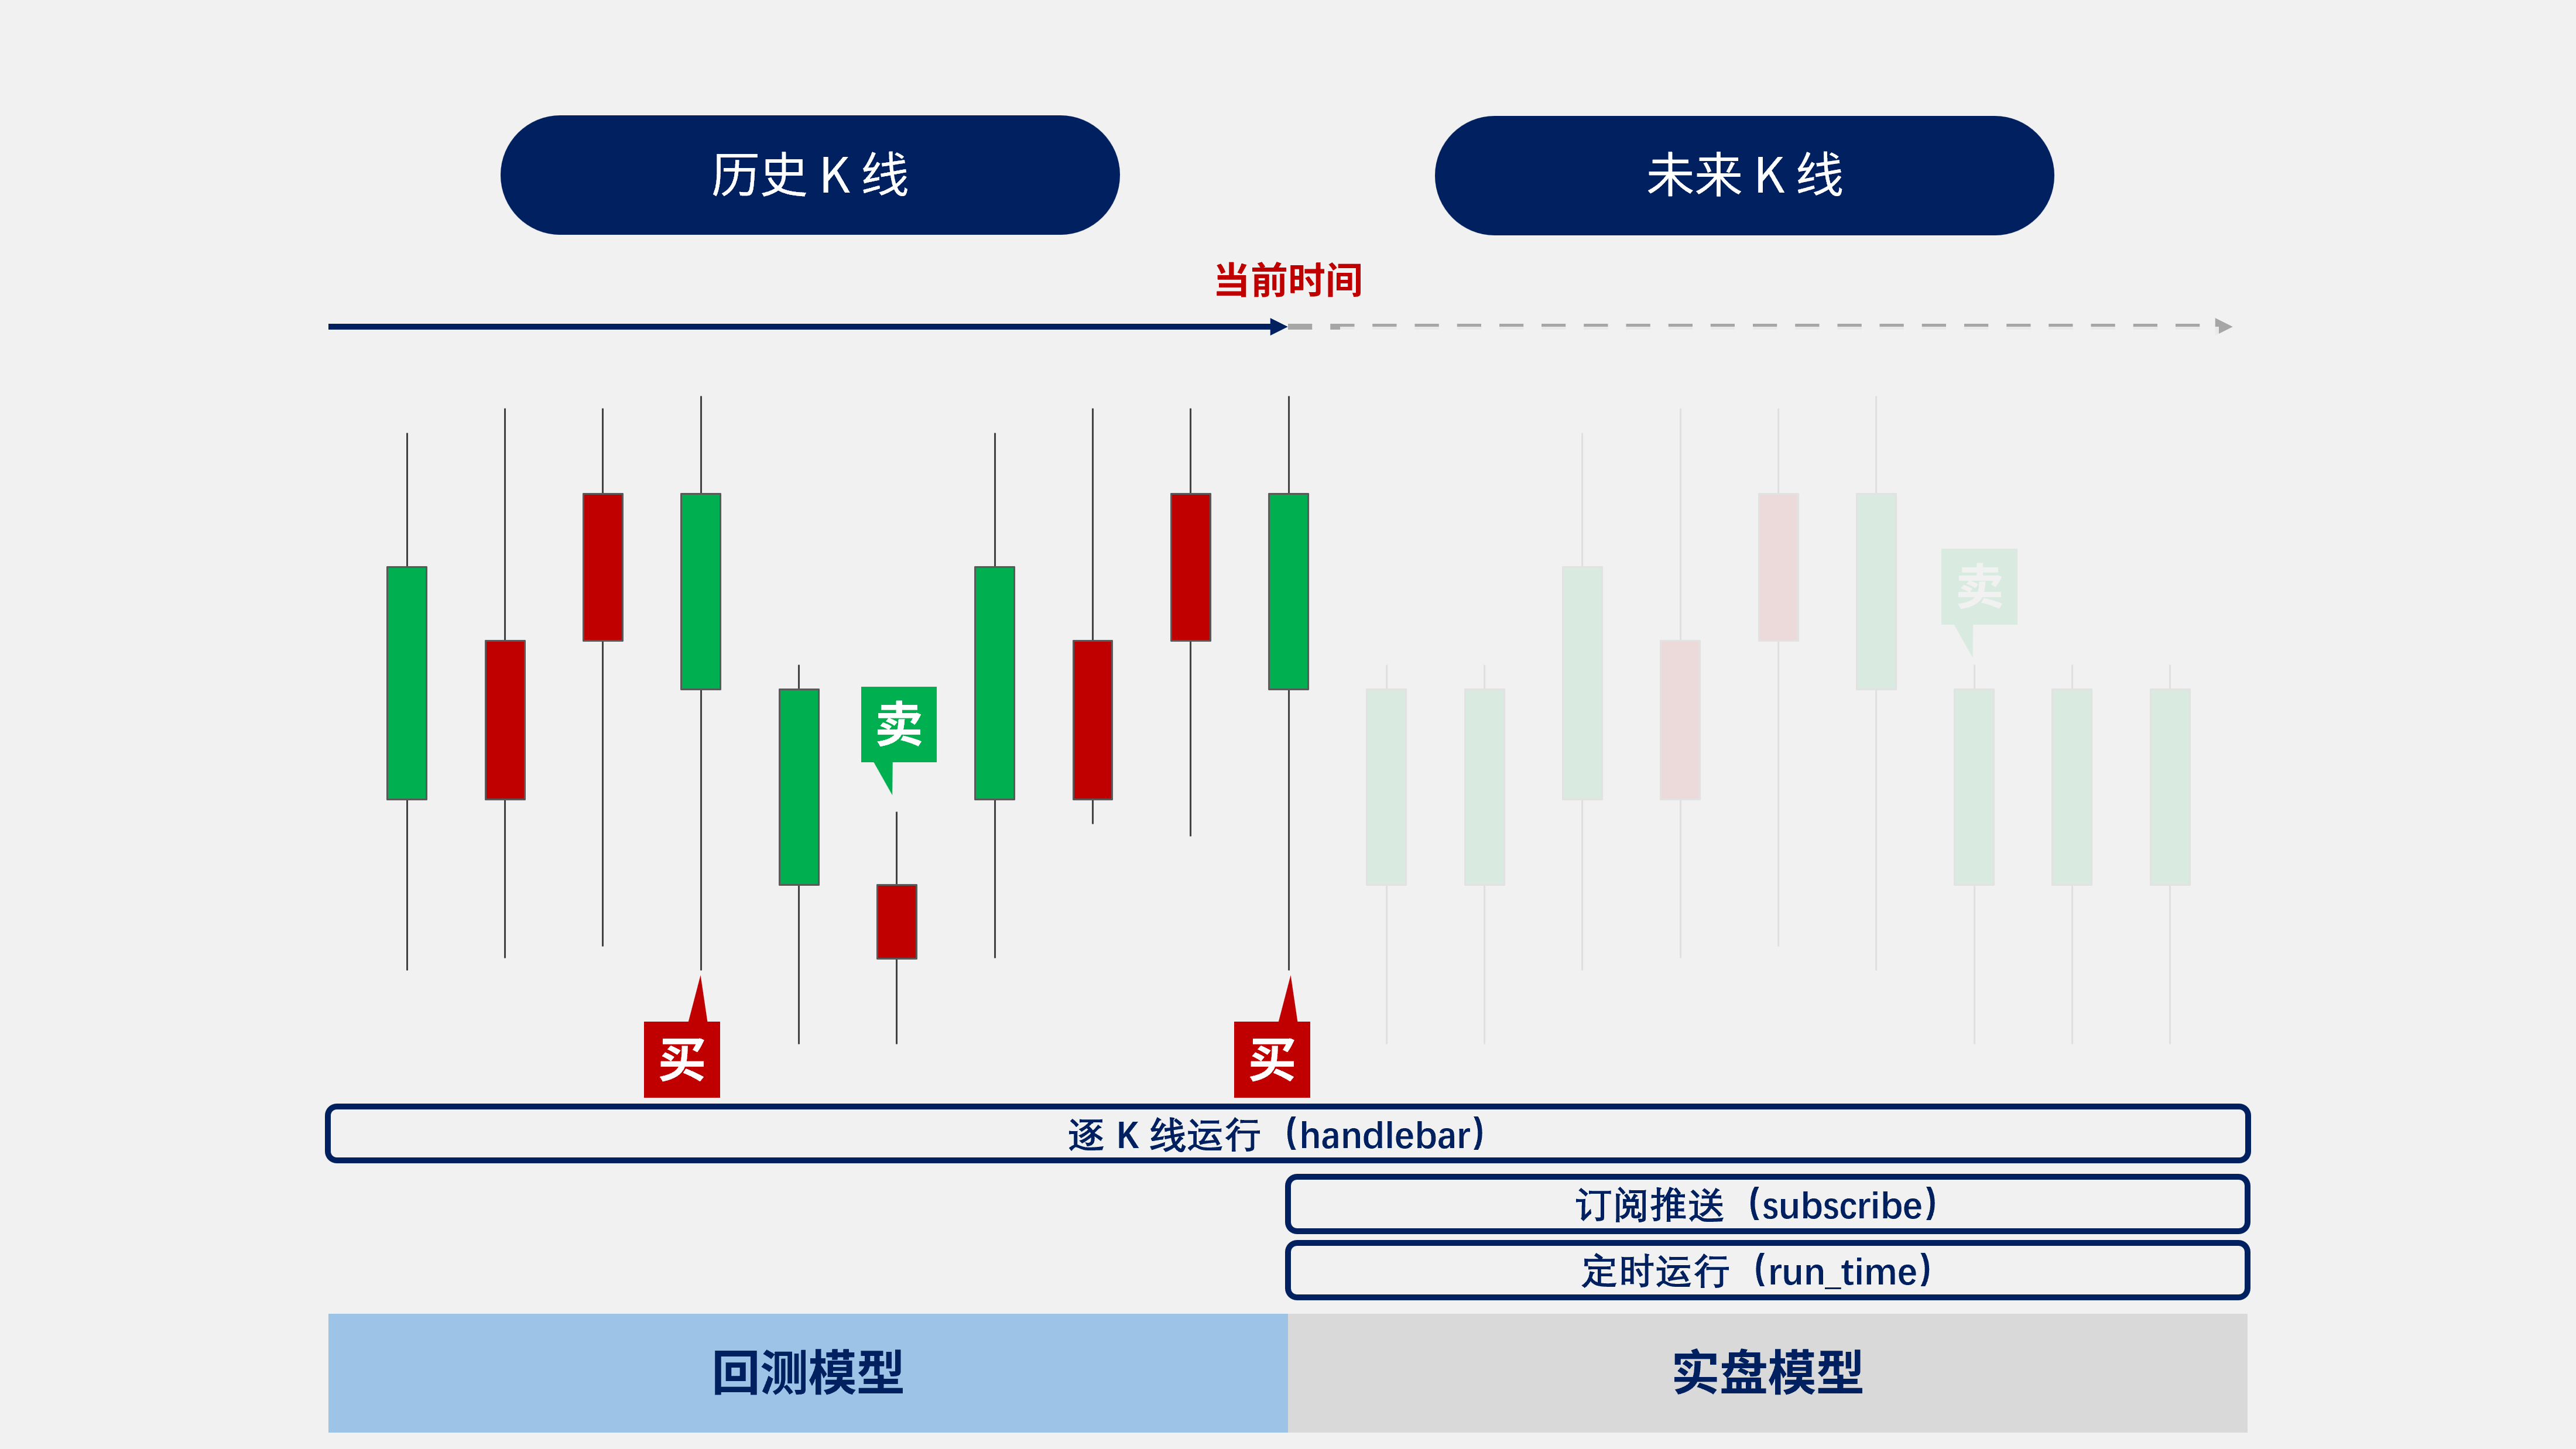 历史 K 线
未来 K 线
当前时间
卖
卖
买
买
逐 K 线运行（handlebar）
订阅推送（subscribe）
定时运行（run_time）
回测模型
实盘模型